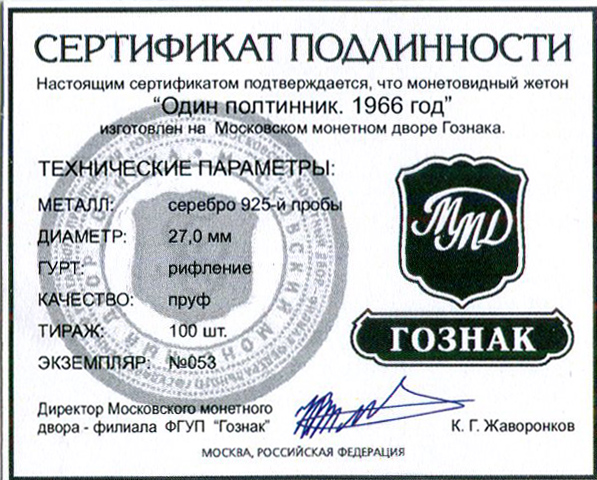 СЕРТИФИКАТ ПОДЛИННОСТИ
Настоящим сертификатом подтверждается, что монетовидный жетон
“Один полтинник. 1966 год”
изготовлен на Московском монетном дворе Гознака.
ТЕХНИЧЕСКИЕ ПАРАМЕТРЫ:
МЕТАЛЛ: серебро 925-й пробы
ДИАМЕТР: 27,0 мм
ГУРТ: рифление
КАЧЕСТВО: пруф
ТИРАЖ: 100 шт.
ЭКЗЕМПЛЯР: №053
ММД
ГОЗНАК
Директор Московского монетного
двора - филиала ФГУП “Гознак”
К. Г. Жаворонков
МОСКВА, РОССИЙСКАЯ ФЕДЕРАЦИЯ